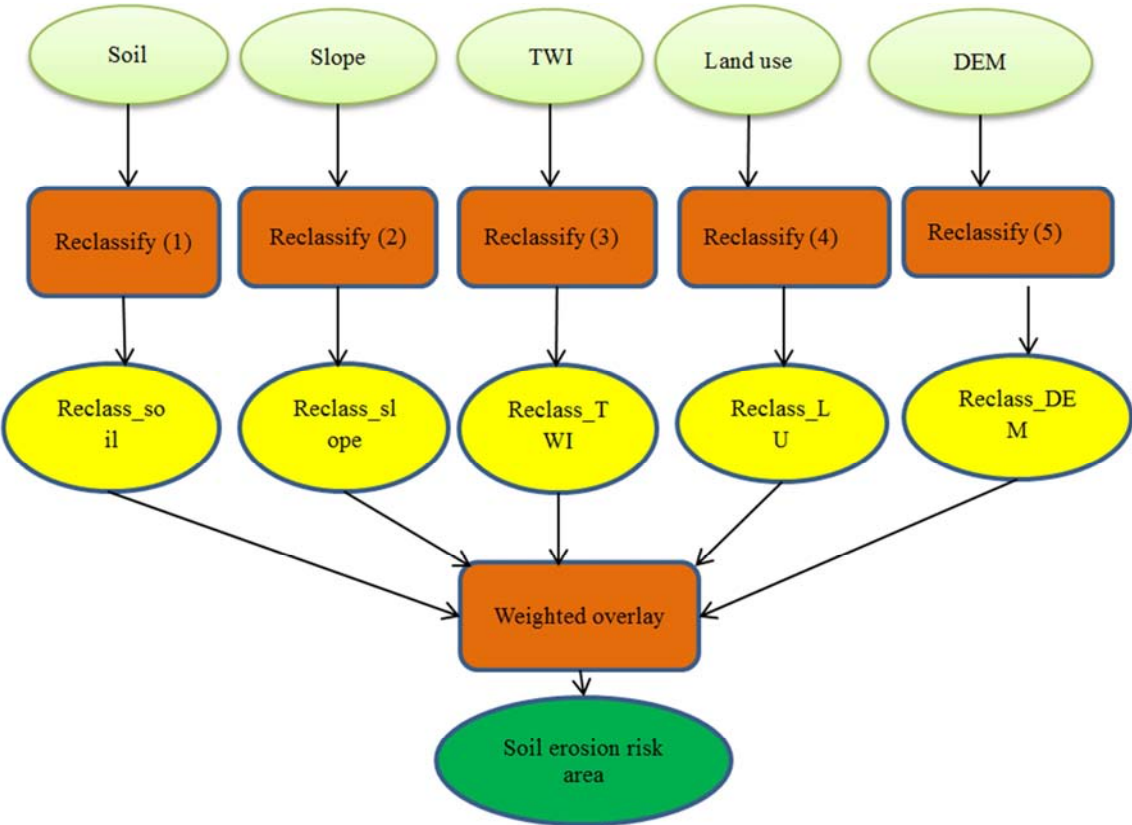 Soil
Slope
TWI
Land use
DEM
Reclassify (1)
Reclassify (2)
Reclassify (3)
Reclassify (4)
Reclassify (5)
Reclass_so
il
Reclass_sl
ope
Reclass_T
WI
Reclass_L
U
Reclass_DE
M
Weighted overlay
Soil erosion risk
area